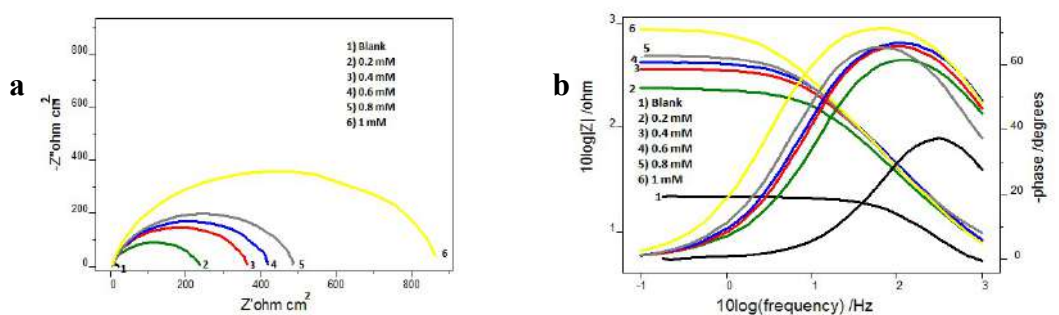 a
-Z"ohm cm²
800
600
400
200
0
1) Blank
2) 0.2 mM
3) 0.4 mM
4) 0.6 mM
5) 0.8 mM
6) 1 mM
1
2
3
4
5
6
0
200
400
600
800
Z'ohm cm²
b
10log|Z| /ohm
3
2
1
6
5
4
3
2
1) Blank
2) 0.2 mM
3) 0.4 mM
4) 0.6 mM
5) 0.8 mM
6) 1 mM
1
60
40
20
0
-phase /degrees
-1
0
1
2
3
10log(frequency) /Hz